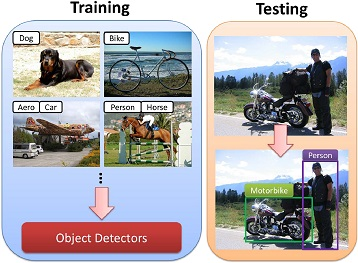 Training
Testing
Dog
Bike
Aero
Car
Person
Horse
Object Detectors
Person
Motorbike